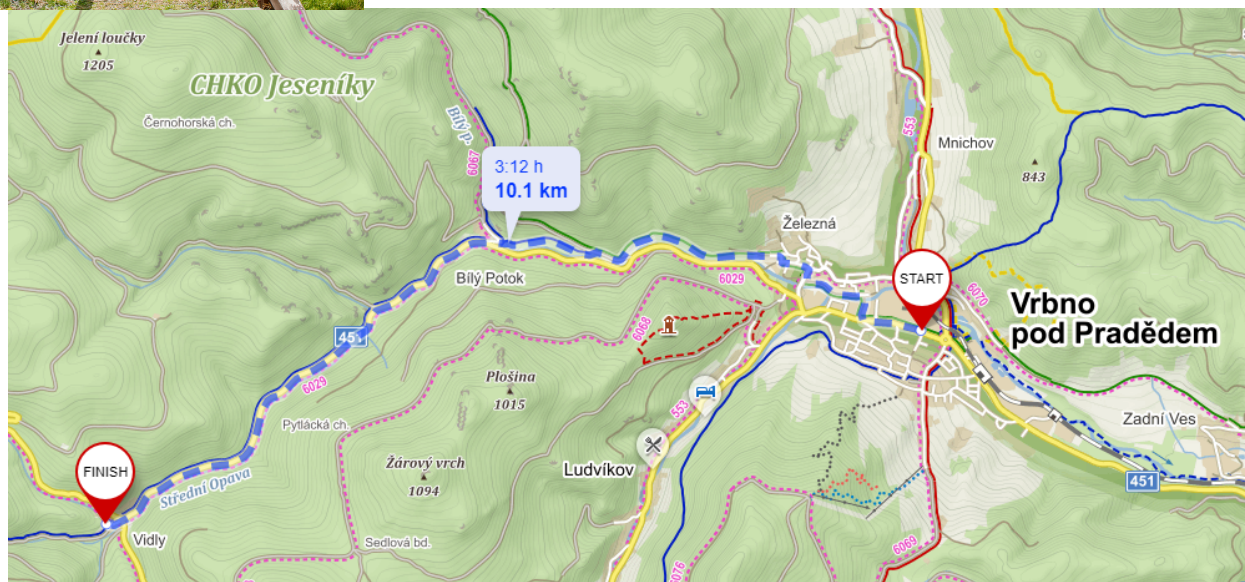 Jelení loučky
1205
CHKO Jeseníky
Černohorská ch.
Bílý p.
6067
553
Mnichov
843
3:12 h
10.1 km
Železná
Bílý Potok
6029
START
6070
Vrbno
pod Pradědem
451
6068
6029
Plošina
1015
Pytlácká ch.
553
Zadní Ves
FINISH
Žárový vrch
1094
Ludvíkov
451
Střední Opava
Vidly
Sedlová bd.
6069
6076